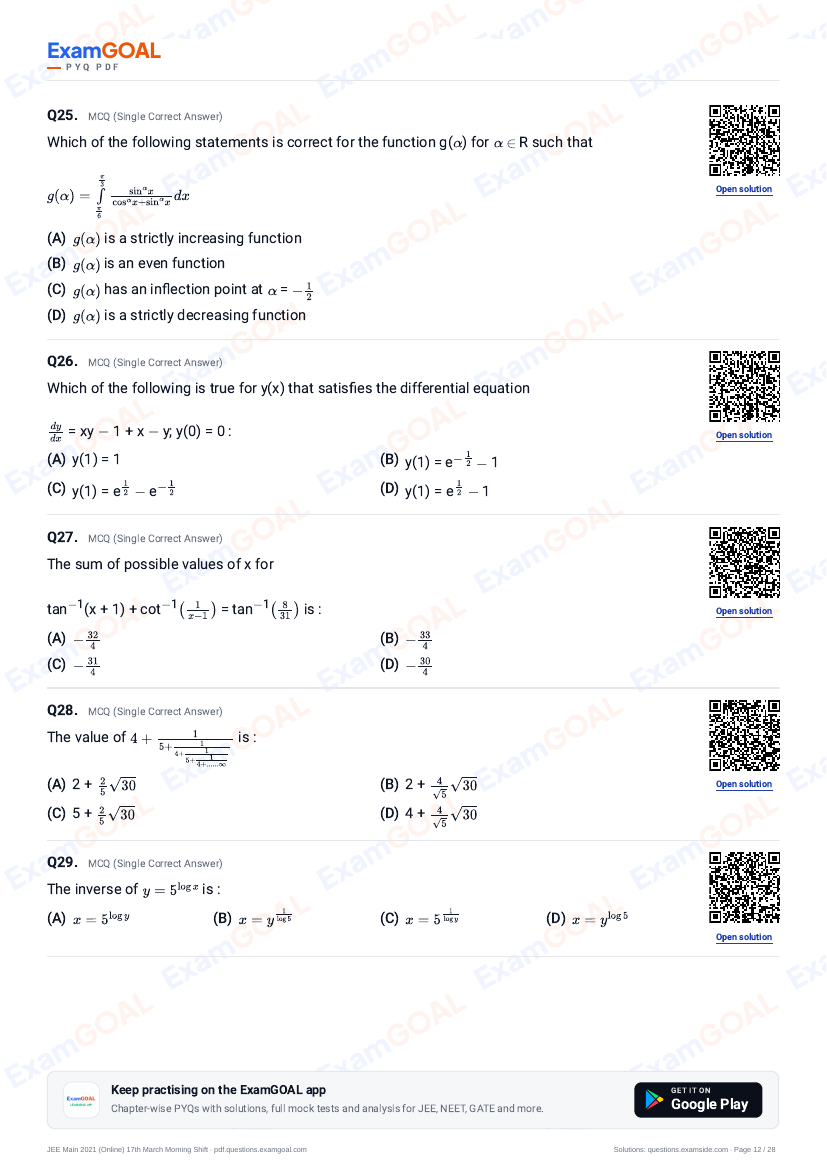 ExamGOAL
PYQ PDF
Q25. MCQ (Single Correct Answer)
Which of the following statements is correct for the function g(α) for α ∈ R such that
Open solution
g(α) = ∫_{π/6}^{π/3} sin^α x / (cos^α x + sin^α x) dx
(A) g(α) is a strictly increasing function
(B) g(α) is an even function
(C) g(α) has an inflection point at α = −1/2
(D) g(α) is a strictly decreasing function
Q26. MCQ (Single Correct Answer)
Which of the following is true for y(x) that satisfies the differential equation
Open solution
dy/dx = xy − 1 + x − y; y(0) = 0 :
(A) y(1) = 1 (B) y(1) = e^{−1/2} − 1
(C) y(1) = e^{1/2} − e^{−1/2} (D) y(1) = e^{1/2} − 1
Q27. MCQ (Single Correct Answer)
The sum of possible values of x for
tan^{−1}(x + 1) + cot^{−1}(1/(x−1)) = tan^{−1}(8/31) is :
Open solution
(A) −32/4 (B) −33/4
(C) −31/4 (D) −30/4
Q28. MCQ (Single Correct Answer)
The value of 4 + 1/(5+1/(4+1/(5+1/(4+......∞)))) is :
(A) 2 + 2/5 √30 (B) 2 + 4/√5 √30
Open solution
(C) 5 + 2/5 √30 (D) 4 + 4/√5 √30
Q29. MCQ (Single Correct Answer)
The inverse of y = 5^{log x} is :
(A) x = 5^{log y} (B) x = y^{1/log 5} (C) x = 5^{1/log y} (D) x = y^{log 5}
Open solution
Keep practising on the ExamGOAL app
Chapter-wise PYQs with solutions, full mock tests and analysis for JEE, NEET, GATE and more.
GET IT ON
Google Play
JEE Main 2021 (Online) 17th March Morning Shift · pdf.questions.examgoal.com Solutions: questions.examside.com · Page 12 / 28